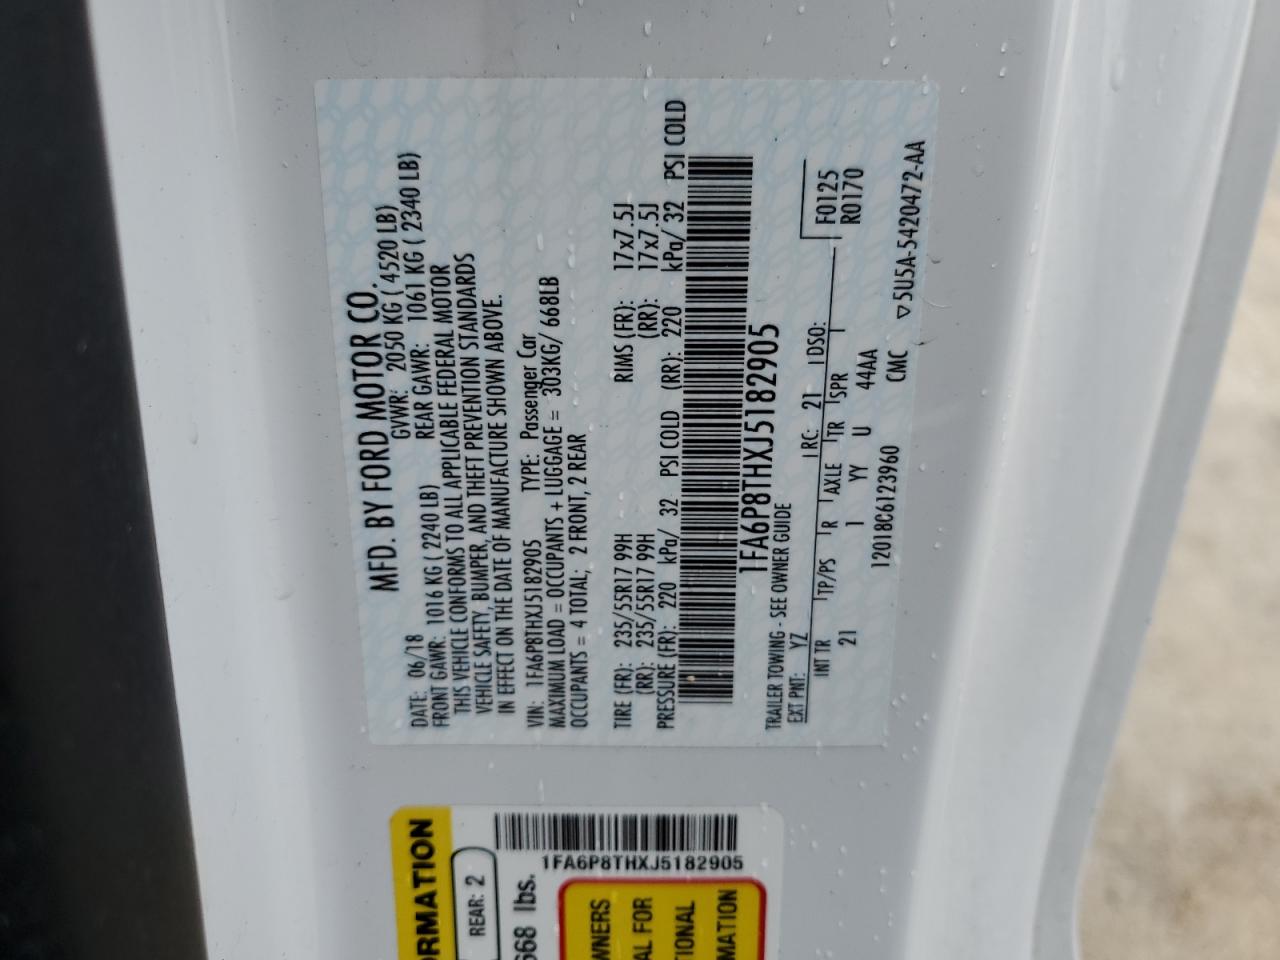 MFD. BY FORD MOTOR CO.
DATE: 06/18 GVWR: 2050 KG ( 4520 LB)
FRONT GAWR: 1016 KG ( 2240 LB) REAR GAWR: 1061 KG ( 2340 LB)
THIS VEHICLE CONFORMS TO ALL APPLICABLE FEDERAL MOTOR
VEHICLE SAFETY, BUMPER, AND THEFT PREVENTION STANDARDS
IN EFFECT ON THE DATE OF MANUFACTURE SHOWN ABOVE.
VIN: 1FA6P8THXJ5182905 TYPE: Passenger Car
MAXIMUM LOAD = OCCUPANTS + LUGGAGE = 303KG/ 668LB
OCCUPANTS = 4 TOTAL; 2 FRONT, 2 REAR
TIRE (FR): 235/55R17 99H RIMS (FR): 17x7.5J
(RR): 235/55R17 99H (RR): 17x7.5J
PRESSURE (FR): 220 kPa/ 32 PSI COLD (RR): 220 kPa/ 32 PSI COLD
1FA6P8THXJ5182905
TRAILER TOWING - SEE OWNER GUIDE
EXT PNT: YZ RC: 21 DSO:
INT TR TP/PS R AXLE TR SPR F0125
21 I YY U 44AA R0170
12018C6123960 CMC ▽5U5A-5420472-AA
1FA6P8THXJ5182905
ORMATION
REAR: 2
668 lbs.
WNERS
AL FOR
TIONAL
MATION